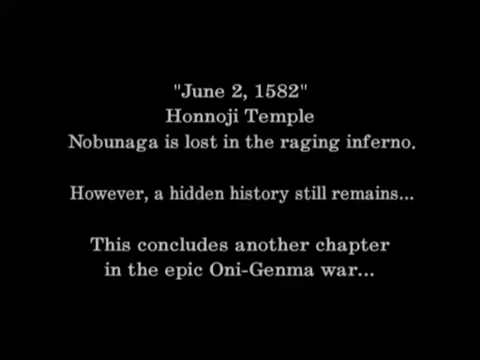 "June 2, 1582"
Honnoji Temple
Nobunaga is lost in the raging inferno.
However, a hidden history still remains...
This concludes another chapter
in the epic Oni-Genma war...